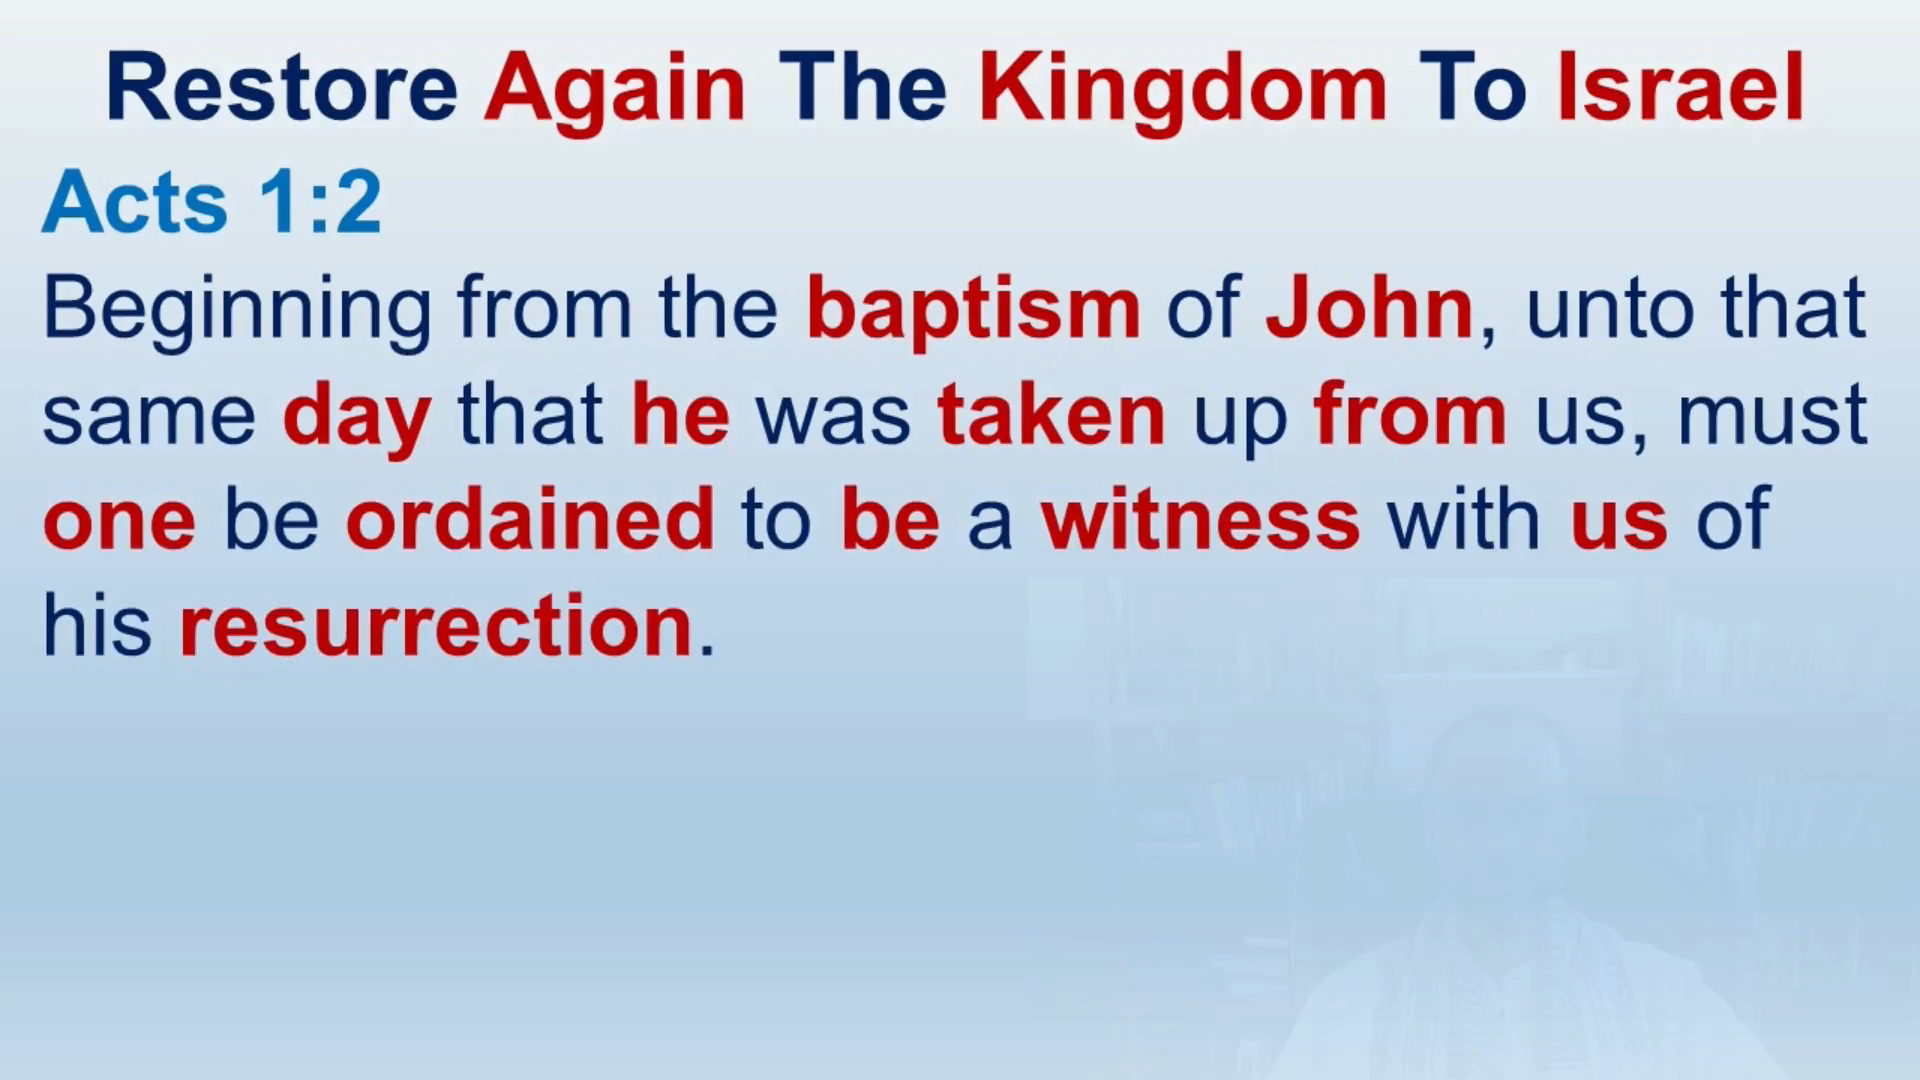 Restore Again The Kingdom To Israel
Acts 1:2
Beginning from the baptism of John, unto that
same day that he was taken up from us, must
one be ordained to be a witness with us of
his resurrection.